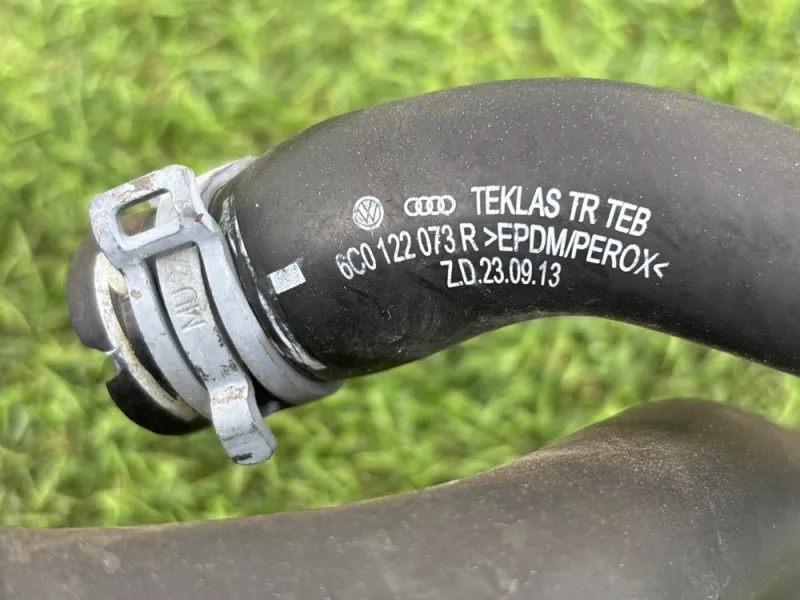 TEKLAS TR TEB
6C0 122 073 R >EPDM/PEROX<
Z.D.23.09.13